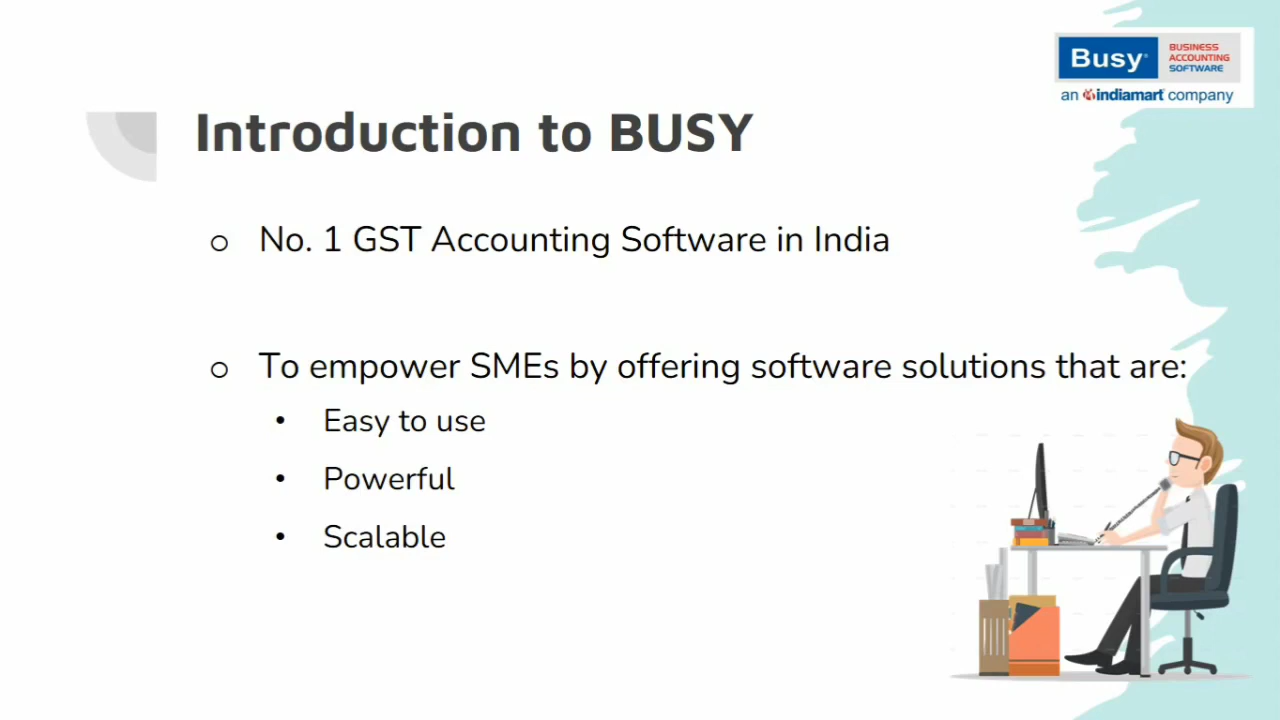 Busy
BUSINESS
ACCOUNTING
SOFTWARE
an indiamart company
Introduction to BUSY
o No. 1 GST Accounting Software in India
o To empower SMEs by offering software solutions that are:
• Easy to use
• Powerful
• Scalable